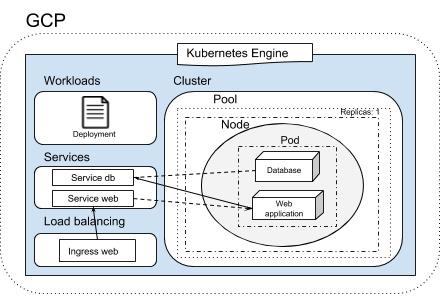 GCP
Kubernetes Engine
Workloads
Cluster
Pool
Replicas: 1
Deployment
Node
Pod
Services
Database
Service db
Service web
Web
application
Load balancing
Ingress web